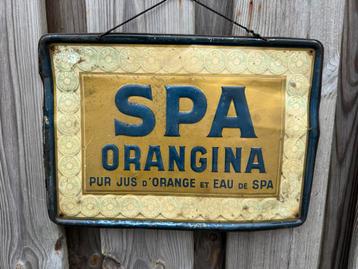 SPA
ORANGINA
PUR JUS D'ORANGE ET EAU DE SPA